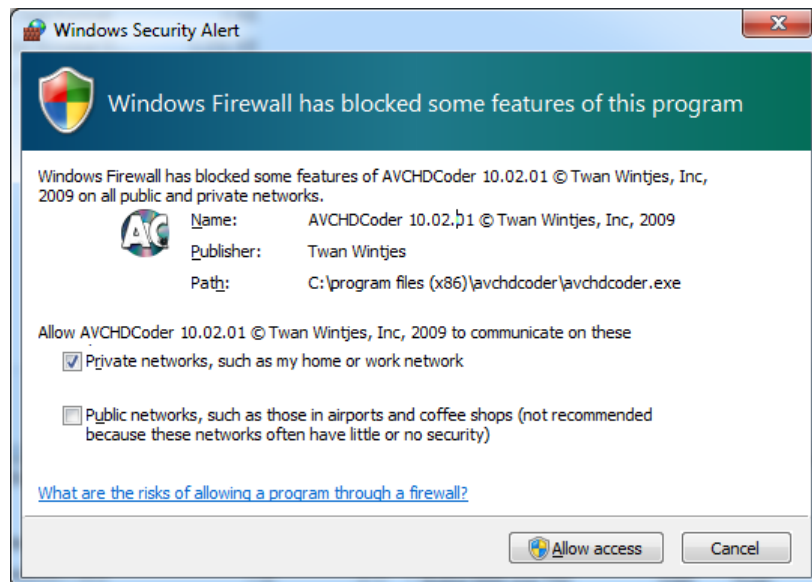 Windows Security Alert
Windows Firewall has blocked some features of this program
Windows Firewall has blocked some features of AVCHDCoder 10.02.01 © Twan Wintjes, Inc,
2009 on all public and private networks.
AC
Name: AVCHDCoder 10.02.01 © Twan Wintjes, Inc, 2009
Publisher: Twan Wintjes
Path: C:\program files (x86)\avchdcoder\avchdcoder.exe
Allow AVCHDCoder 10.02.01 © Twan Wintjes, Inc, 2009 to communicate on these
Private networks, such as my home or work network
Public networks, such as those in airports and coffee shops (not recommended
because these networks often have little or no security)
What are the risks of allowing a program through a firewall?
Allow access Cancel